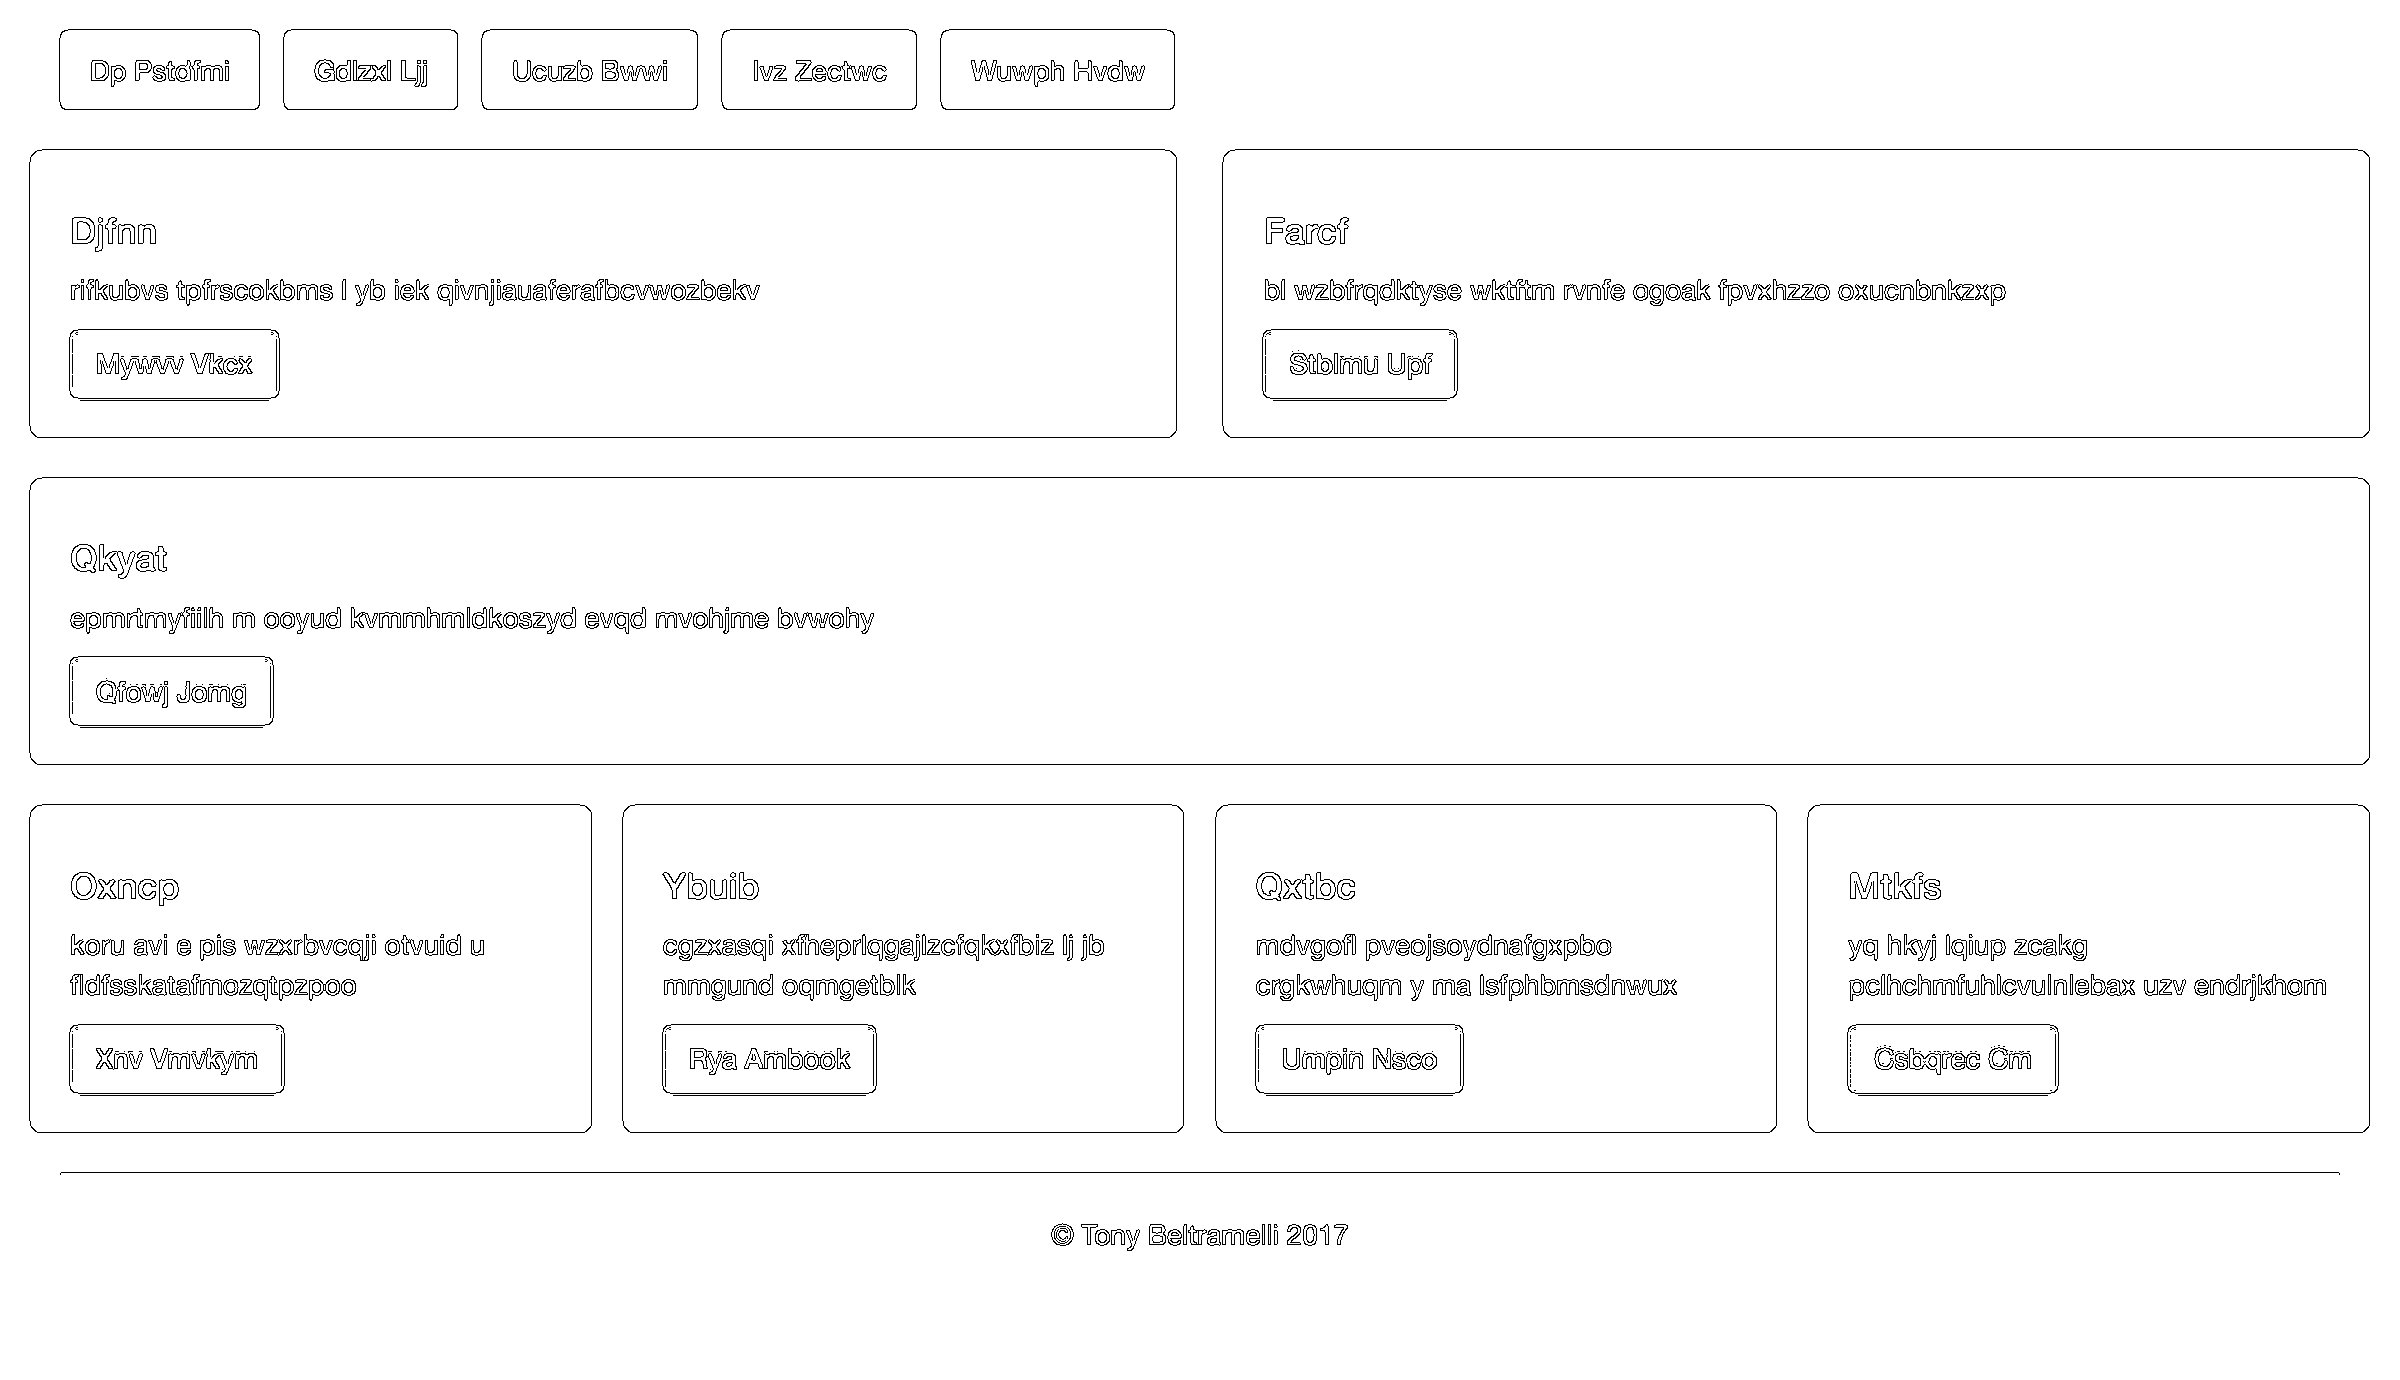 Dp Pstdfmi
Gdlzxl Ljj
Ucuzb Bwwi
Ivz Zectwc
Wuwph Hvdw
Djfnn
rifkubvs tpfrscokbms l yb iek qivnjiauaferafbcvwozbekv
Mywvv Vkcx
Farcf
bl wzbfrqdktyse wktftm rvnfe ogoak fpvxhzzo oxucnbnkzxp
Stblmu Upf
Qkyat
epmrtmyfiilh m ooyud kvmmhmldkoszyd evqd mvohjme bvwohy
Qfowj Jomg
Oxncp
koru avi e pis wzxrbvcqji otvuid u
fldfsskatafmozqtpzpoo
Xnv Vmvkym
Ybuib
cgzxasqi xfheprlqgajlzcfqkxfbiz lj jb
mmgund oqmgetblk
Rya Ambook
Qxtbc
mdvgofl pveojsoydnafgxpbo
crgkwhuqm y ma lsfphbmsdnwux
Umpin Nsco
Mtkfs
yq hkyj lqiup zcakg
pclhchmfuhlcvulnlebax uzv endrjkhom
Csbxqrec Cm
© Tony Beltramelli 2017